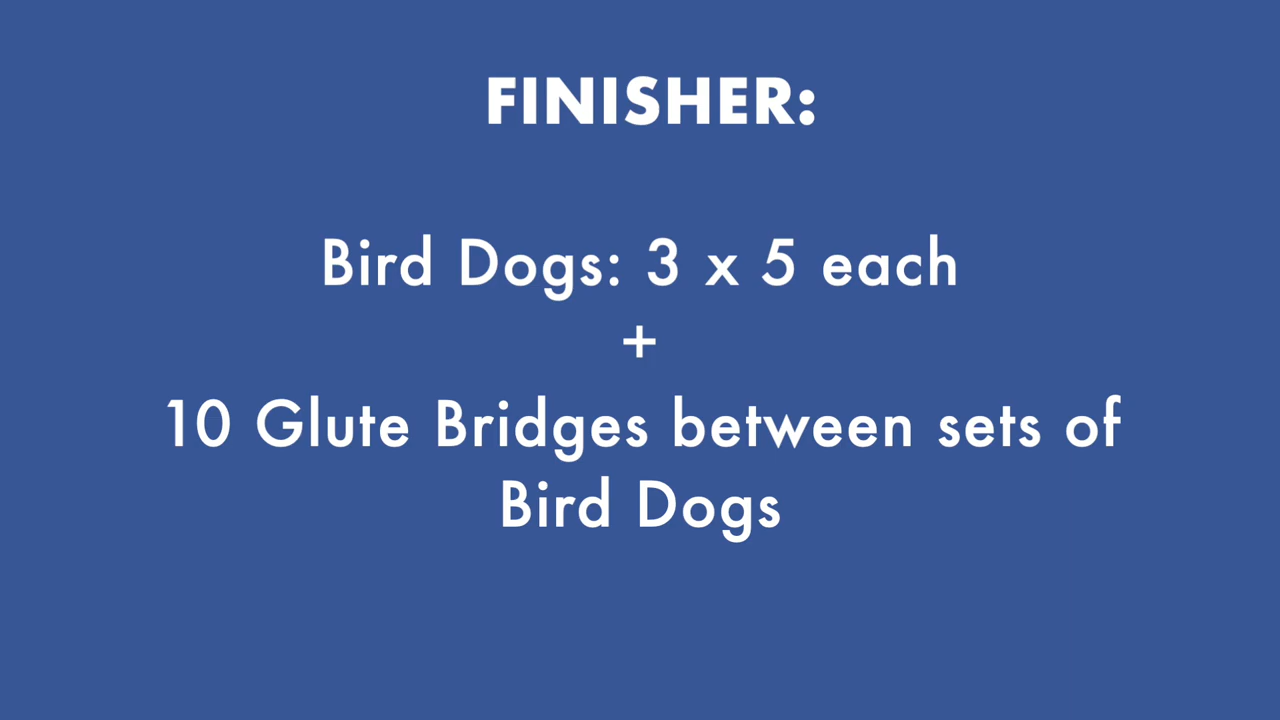 FINISHER:
Bird Dogs: 3 x 5 each
+
10 Glute Bridges between sets of
Bird Dogs